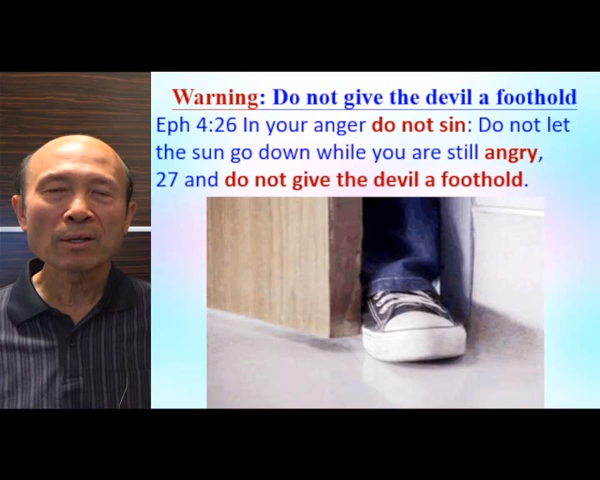 Warning: Do not give the devil a foothold
Eph 4:26 In your anger do not sin: Do not let
the sun go down while you are still angry,
27 and do not give the devil a foothold.